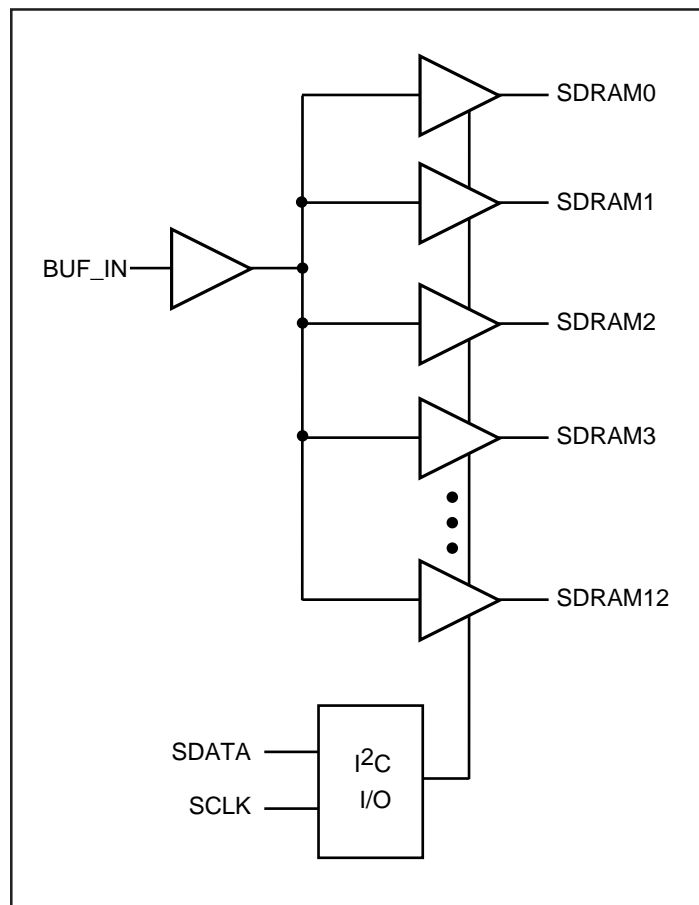 SDRAM0
SDRAM1
BUF_IN
SDRAM2
SDRAM3
SDRAM12
SDATA
I²C
I/O
SCLK